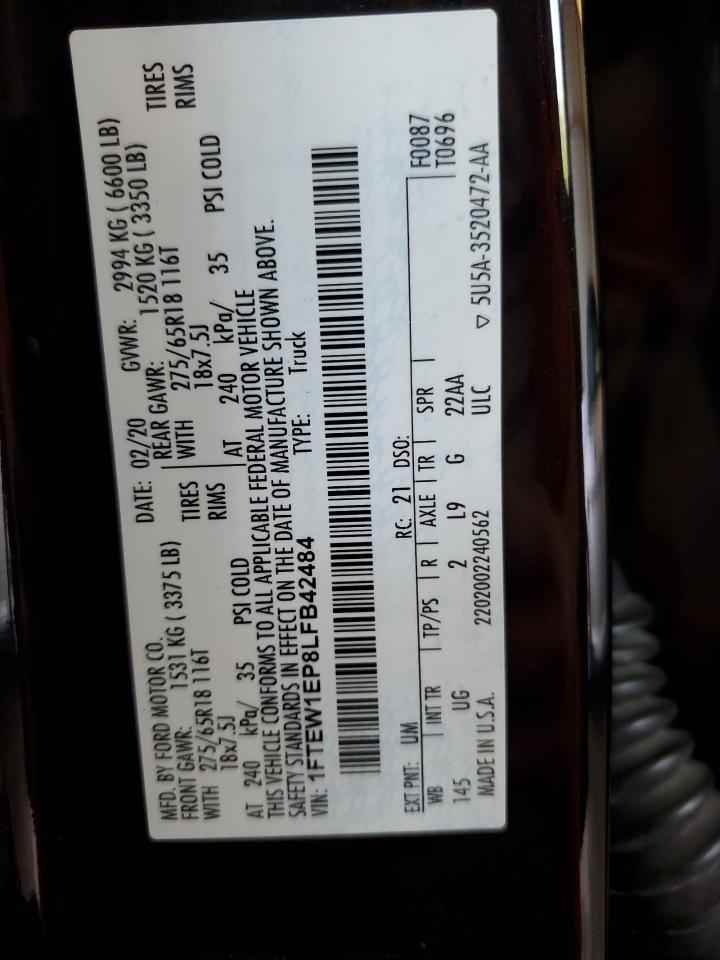 MFD. BY FORD MOTOR CO.
DATE: 02/20 GVWR: 2994 KG ( 6600 LB)
FRONT GAWR: 1531 KG ( 3375 LB) REAR GAWR: 1520 KG ( 3350 LB)
WITH 275/65R18 116T TIRES WITH 275/65R18 116T TIRES
18x7.5J RIMS 18x7.5J RIMS
AT 240 kPa/ 35 PSI COLD AT 240 kPa/ 35 PSI COLD
THIS VEHICLE CONFORMS TO ALL APPLICABLE FEDERAL MOTOR VEHICLE
SAFETY STANDARDS IN EFFECT ON THE DATE OF MANUFACTURE SHOWN ABOVE.
VIN: 1FTEW1EP8LFB42484 TYPE: Truck
EXT PNT: UM RC: 21 DSO: F0087
WB INT TR TP/PS R AXLE TR SPR T0696
145 UG 2 L9 G 22AA
MADE IN U.S.A. 2202002240562 ULC ▽ 5U5A-3520472-AA